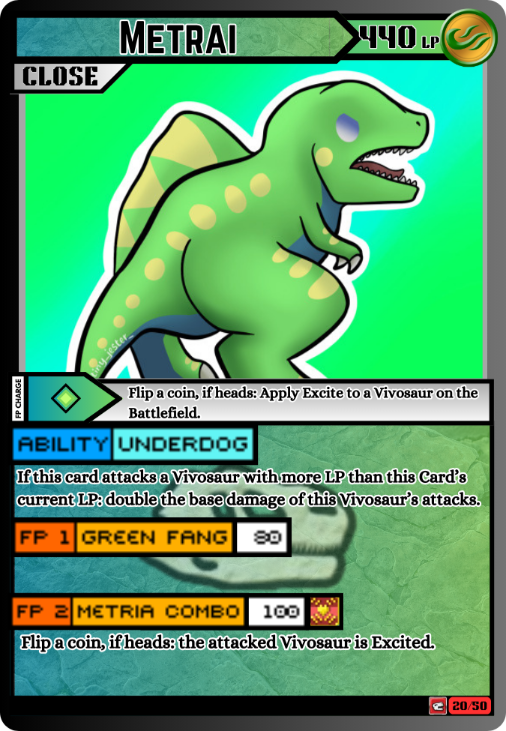 METRAI
440 LP
CLOSE
FP CHARGE
Flip a coin, if heads: Apply Excite to a Vivosaur on the
Battlefield.
ABILITY UNDERDOG
If this card attacks a Vivosaur with more LP than this Card's
current LP: double the base damage of this Vivosaur's attacks.
FP 1 GREEN FANG 80
FP 2 METRIA COMBO 100
Flip a coin, if heads: the attacked Vivosaur is Excited.
20/50